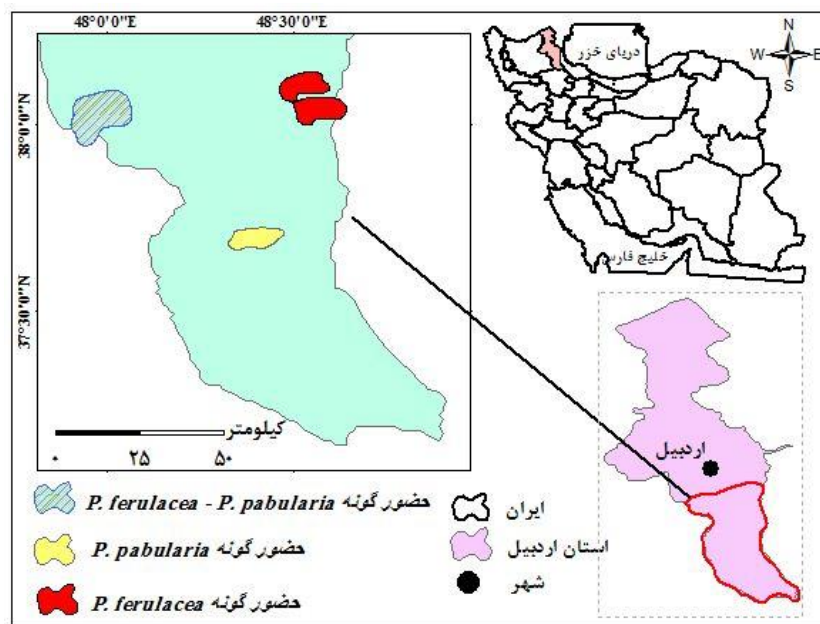 48°0'0"E 48°30'0"E
38°0'0"N
37°30'0"N
کیلومتر
۰ ۲۵ ۵۰
حضور گونه P. ferulacea - P. pabularia
حضور گونه P. pabularia
حضور گونه P. ferulacea
N
W E
S
دریای خزر
خلیج فارس
اردبیل
ایران
استان اردبیل
شهر